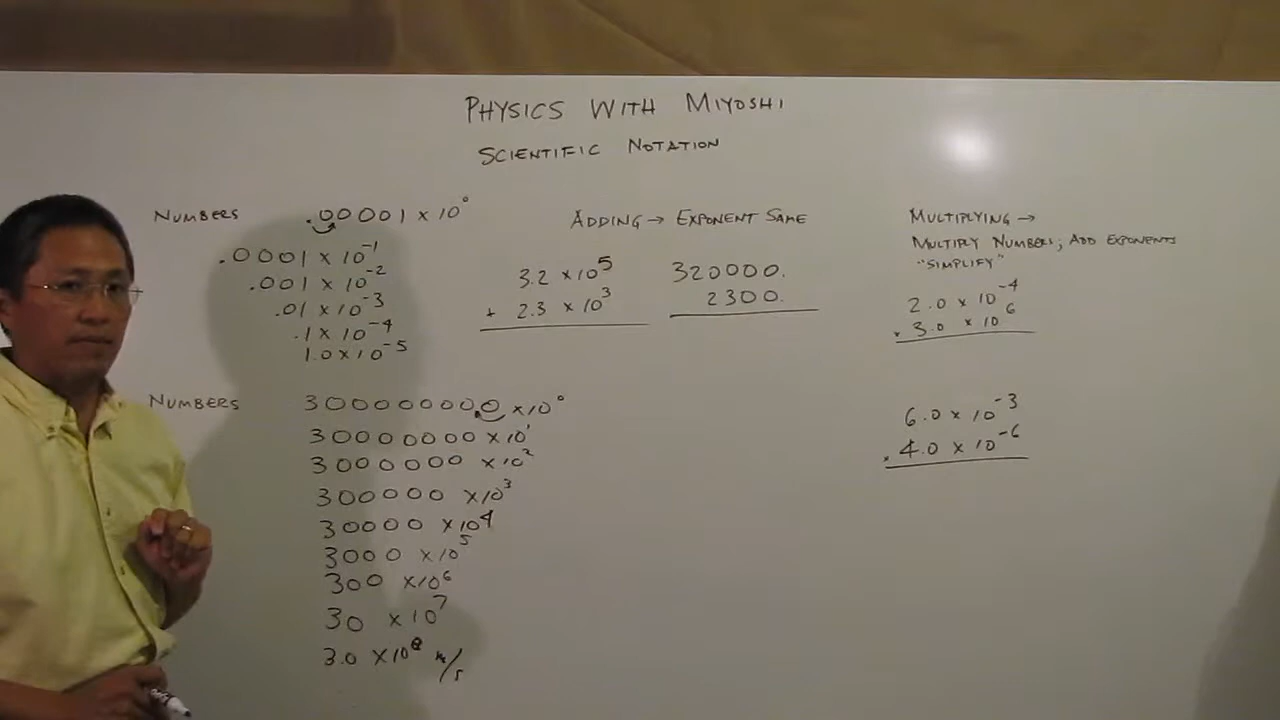 PHYSICS WITH MIYOSHI
SCIENTIFIC NOTATION
NUMBERS
.00001 x 10⁰
.0001 x 10⁻¹
.001 x 10⁻²
.01 x 10⁻³
.1 x 10⁻⁴
1.0 x 10⁻⁵
NUMBERS
300000000 x 10⁰
30000000 x 10¹
3000000 x 10²
300000 x 10³
30000 x 10⁴
3000 x 10⁵
300 x 10⁶
30 x 10⁷
3.0 x 10⁸ m/s
ADDING → EXPONENT SAME
3.2 x 10⁵
+ 2.3 x 10³
320000.
2300.
MULTIPLYING →
MULTIPLY NUMBERS; ADD EXPONENTS
"SIMPLIFY"
2.0 x 10⁻⁴
x 3.0 x 10⁶
6.0 x 10⁻³
x 4.0 x 10⁻⁶